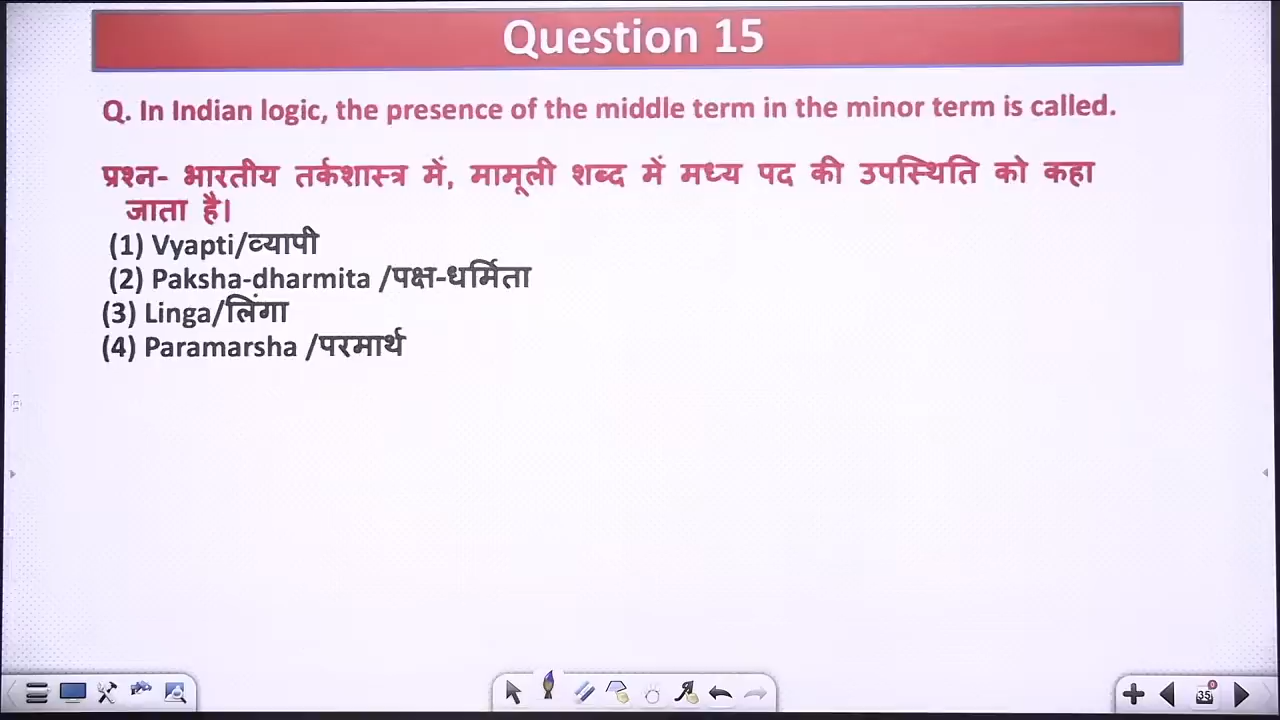 Question 15
Q. In Indian logic, the presence of the middle term in the minor term is called.
प्रश्न- भारतीय तर्कशास्त्र में, मामूली शब्द में मध्य पद की उपस्थिति को कहा
जाता है।
(1) Vyapti/व्यापी
(2) Paksha-dharmita /पक्ष-धर्मिता
(3) Linga/लिंगा
(4) Paramarsha /परमार्थ
35